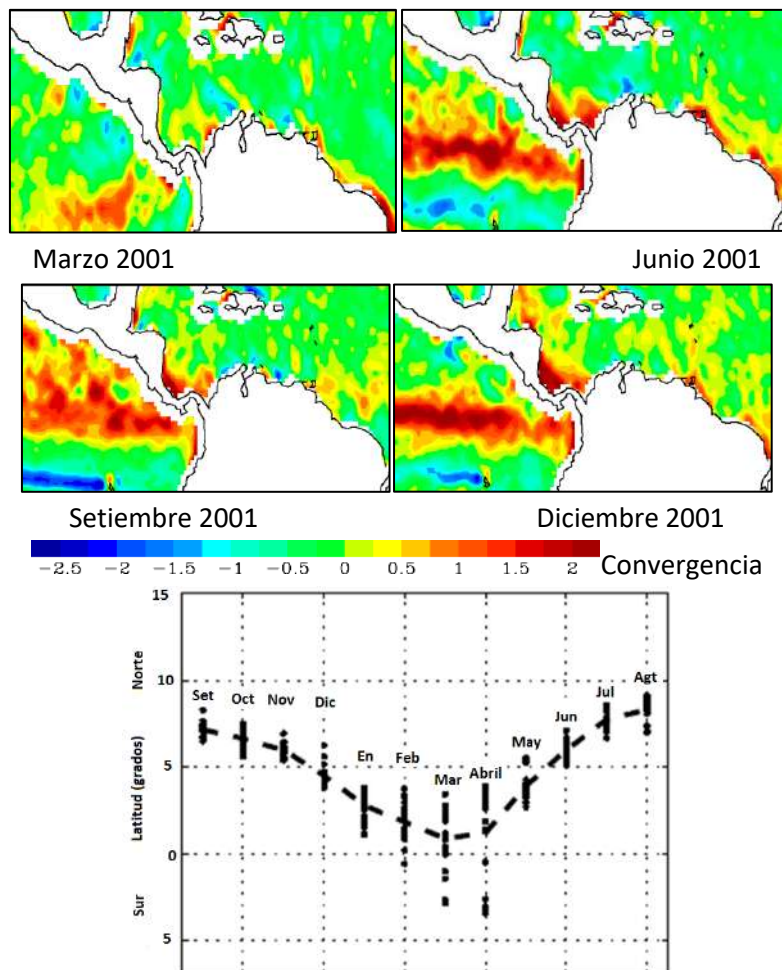 Marzo 2001 Junio 2001
Setiembre 2001 Diciembre 2001
−2.5 −2 −1.5 −1 −0.5 0 0.5 1 1.5 2 Convergencia
15
Norte
10
Set Oct Nov Dic En Feb Mar Abril May Jun Jul Agt
5
Latitud (grados)
0
Sur
5